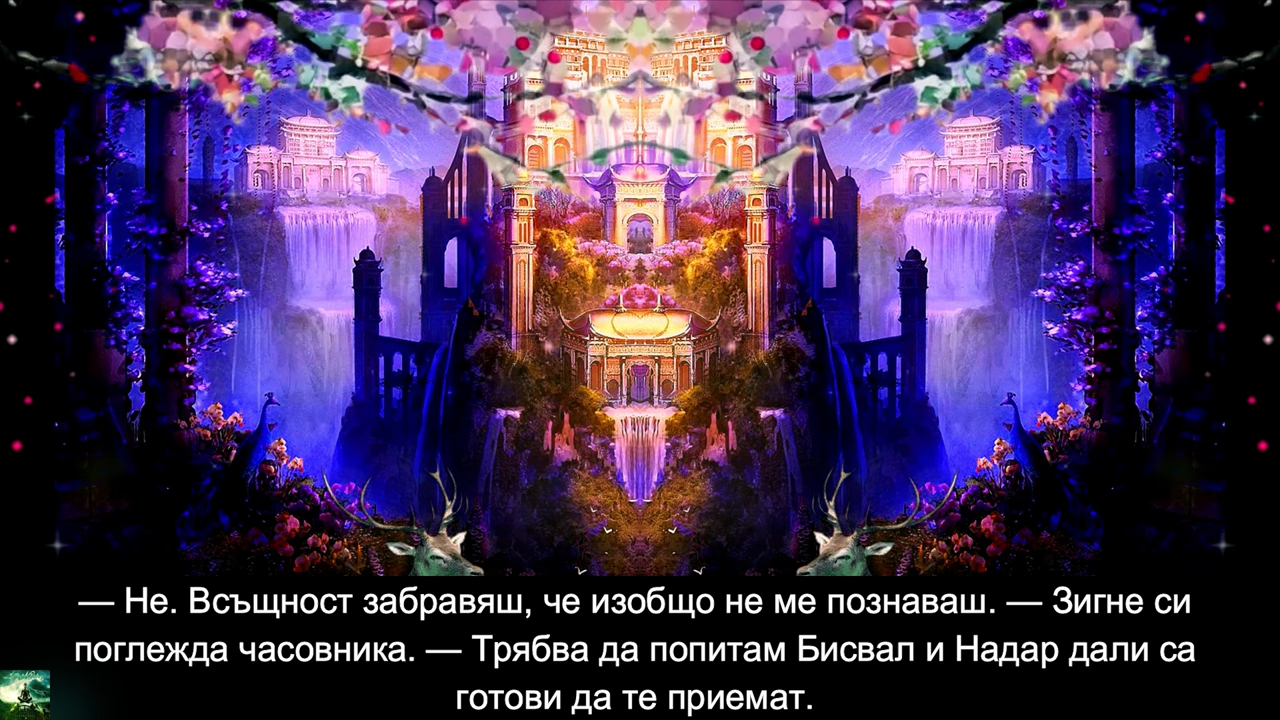 — Не. Всъщност забравяш, че изобщо не ме познаваш. — Зигне си
поглежда часовника. — Трябва да попитам Бисвал и Надар дали са
готови да те приемат.